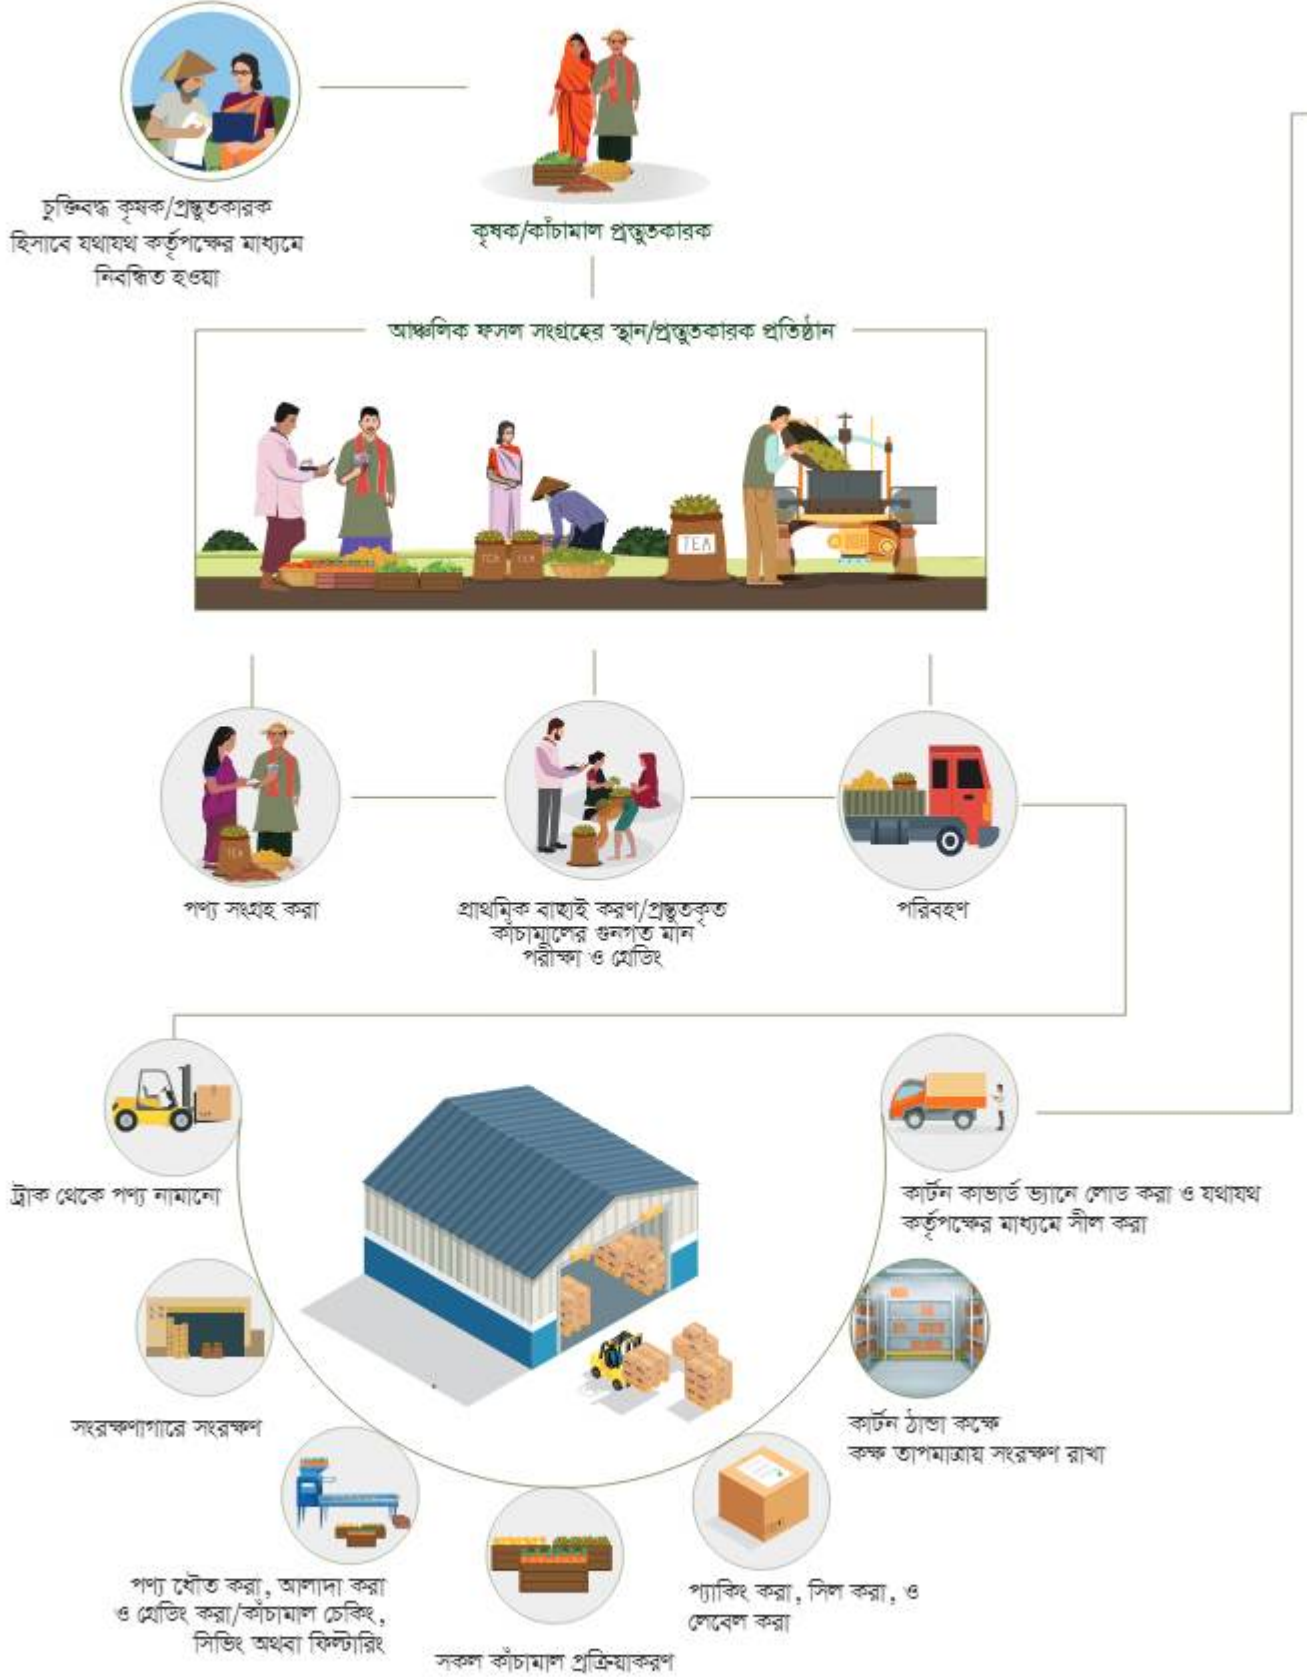 চুক্তিবদ্ধ কৃষক/প্রস্তুতকারক
হিসাবে যথাযথ কর্তৃপক্ষের মাধ্যমে
নিবন্ধিত হওয়া
কৃষক/কাঁচামাল প্রস্তুতকারক
আঞ্চলিক ফসল সংগ্রহের স্থান/প্রস্তুতকারক প্রতিষ্ঠান
TEA
TEA
TEA
TEA
পণ্য সংগ্রহ করা
প্রাথমিক বাছাই করণ/প্রস্তুতকৃত
কাঁচামালের গুনগত মান
পরীক্ষা ও গ্রেডিং
পরিবহণ
ট্রাক থেকে পণ্য নামানো
কার্টন কাভার্ড ভ্যানে লোড করা ও যথাযথ
কর্তৃপক্ষের মাধ্যমে সীল করা
সংরক্ষণাগারে সংরক্ষণ
কার্টন ঠান্ডা কক্ষে
কক্ষ তাপমাত্রায় সংরক্ষণ রাখা
পণ্য ধৌত করা, আলাদা করা
ও গ্রেডিং করা/কাঁচামাল চেকিং,
সিভিং অথবা ফিল্টারিং
প্যাকিং করা, সিল করা, ও
লেবেল করা
সকল কাঁচামাল প্রক্রিয়াকরণ